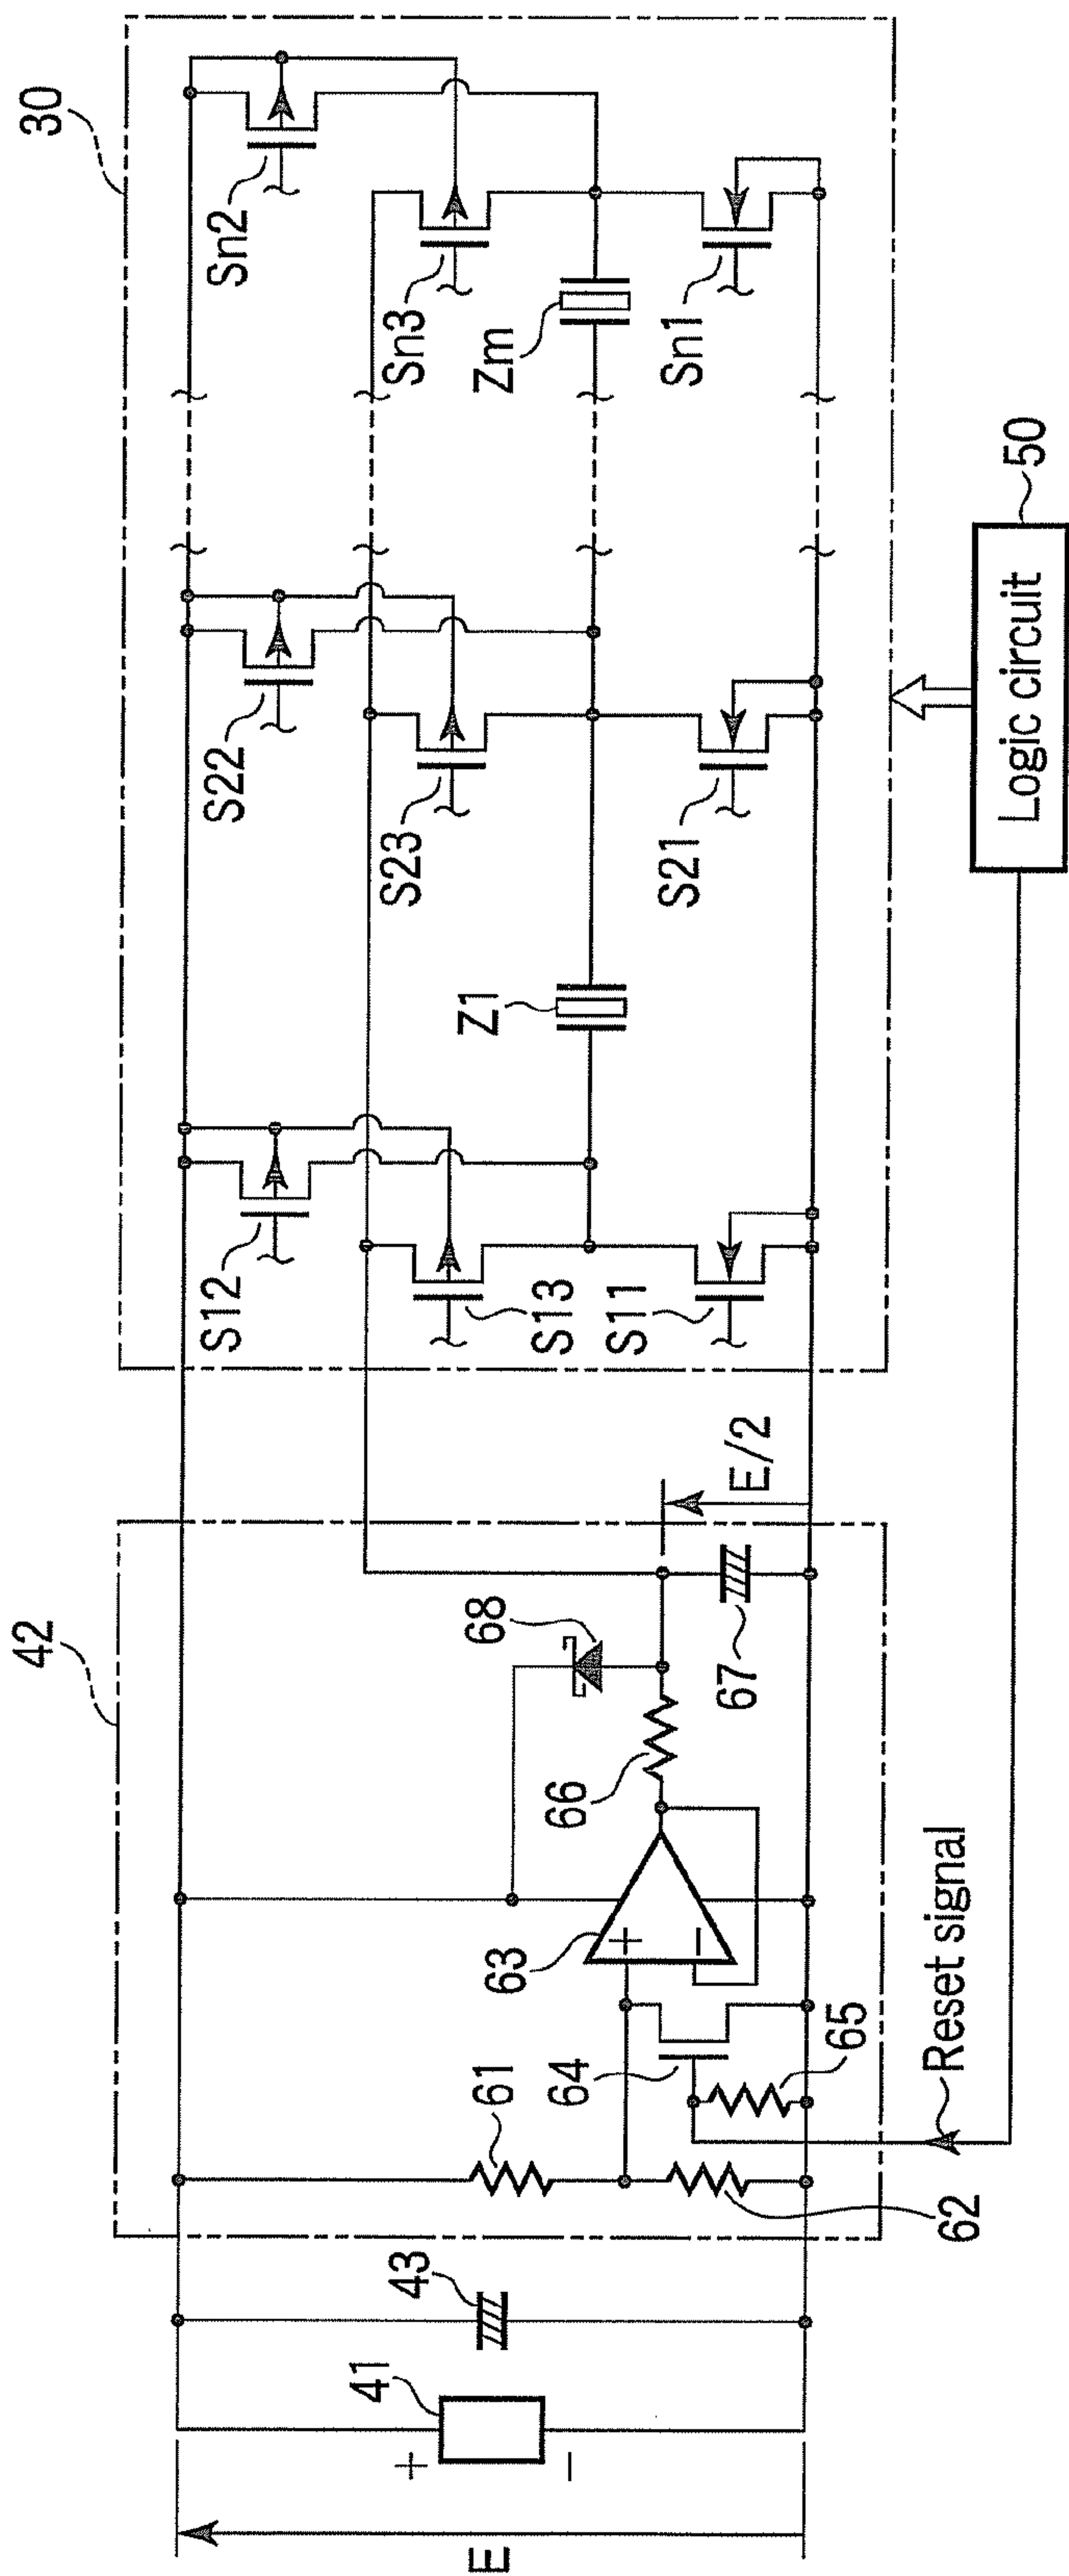 30
42
Sn2
S22
S12
Sn3
S23
S13
Zm
Z1
Sn1
S21
S11
E/2
68
67
66
63
+
−
64
65
61
62
43
41
+
−
E
Reset signal
Logic circuit
50